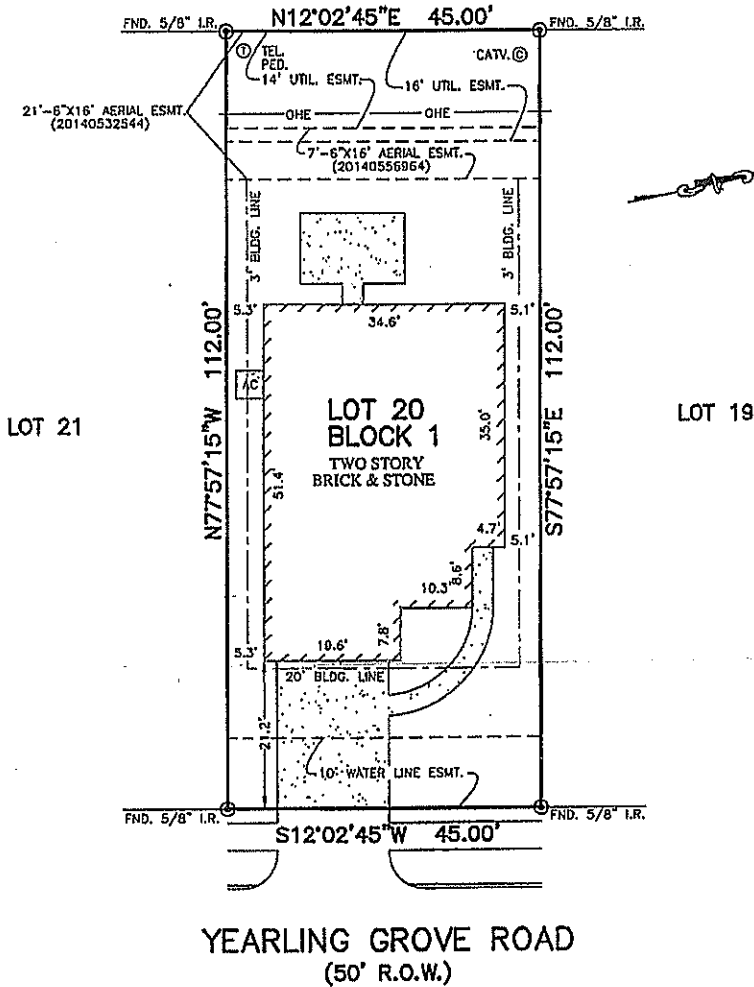 N12°02'45"E 45.00'
FND. 5/8" I.R.
FND. 5/8" I.R.
T TEL.
PED.
CATV. C
14' UTIL. ESMT.
16' UTIL. ESMT.
21'-6"X16' AERIAL ESMT.
(20140532544)
OHE
OHE
7'-6"X16' AERIAL ESMT.
(20140556964)
3' BLDG. LINE
3' BLDG. LINE
5.3'
34.6'
5.1'
N77°57'15"W 112.00'
S77°57'15"E 112.00'
AC
LOT 21
LOT 20
BLOCK 1
TWO STORY
BRICK & STONE
LOT 19
51.4'
35.0'
4.7'
5.1'
8.6'
10.3'
7.8'
5.3'
19.6'
20' BLDG. LINE
21.2'
10' WATER LINE ESMT.
FND. 5/8" I.R.
FND. 5/8" I.R.
S12°02'45"W 45.00'
YEARLING GROVE ROAD
(50' R.O.W.)